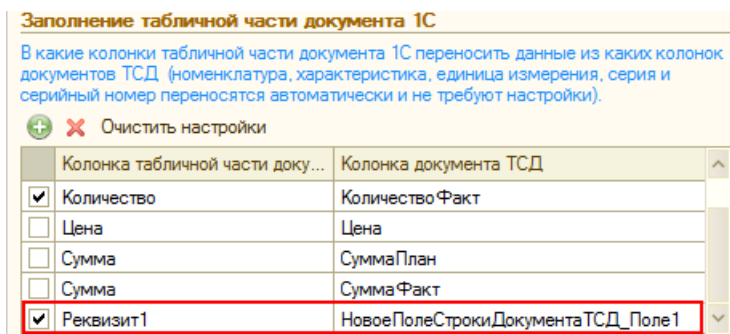 Заполнение табличной части документа 1С
В какие колонки табличной части документа 1С переносить данные из каких колонок
документов ТСД (номенклатура, характеристика, единица измерения, серия и
серийный номер переносятся автоматически и не требуют настройки).
Очистить настройки
Колонка табличной части доку... Колонка документа ТСД
Количество КоличествоФакт
Цена Цена
Сумма СуммаПлан
Сумма СуммаФакт
Реквизит1 НовоеПолеСтрокиДокументаТСД_Поле1